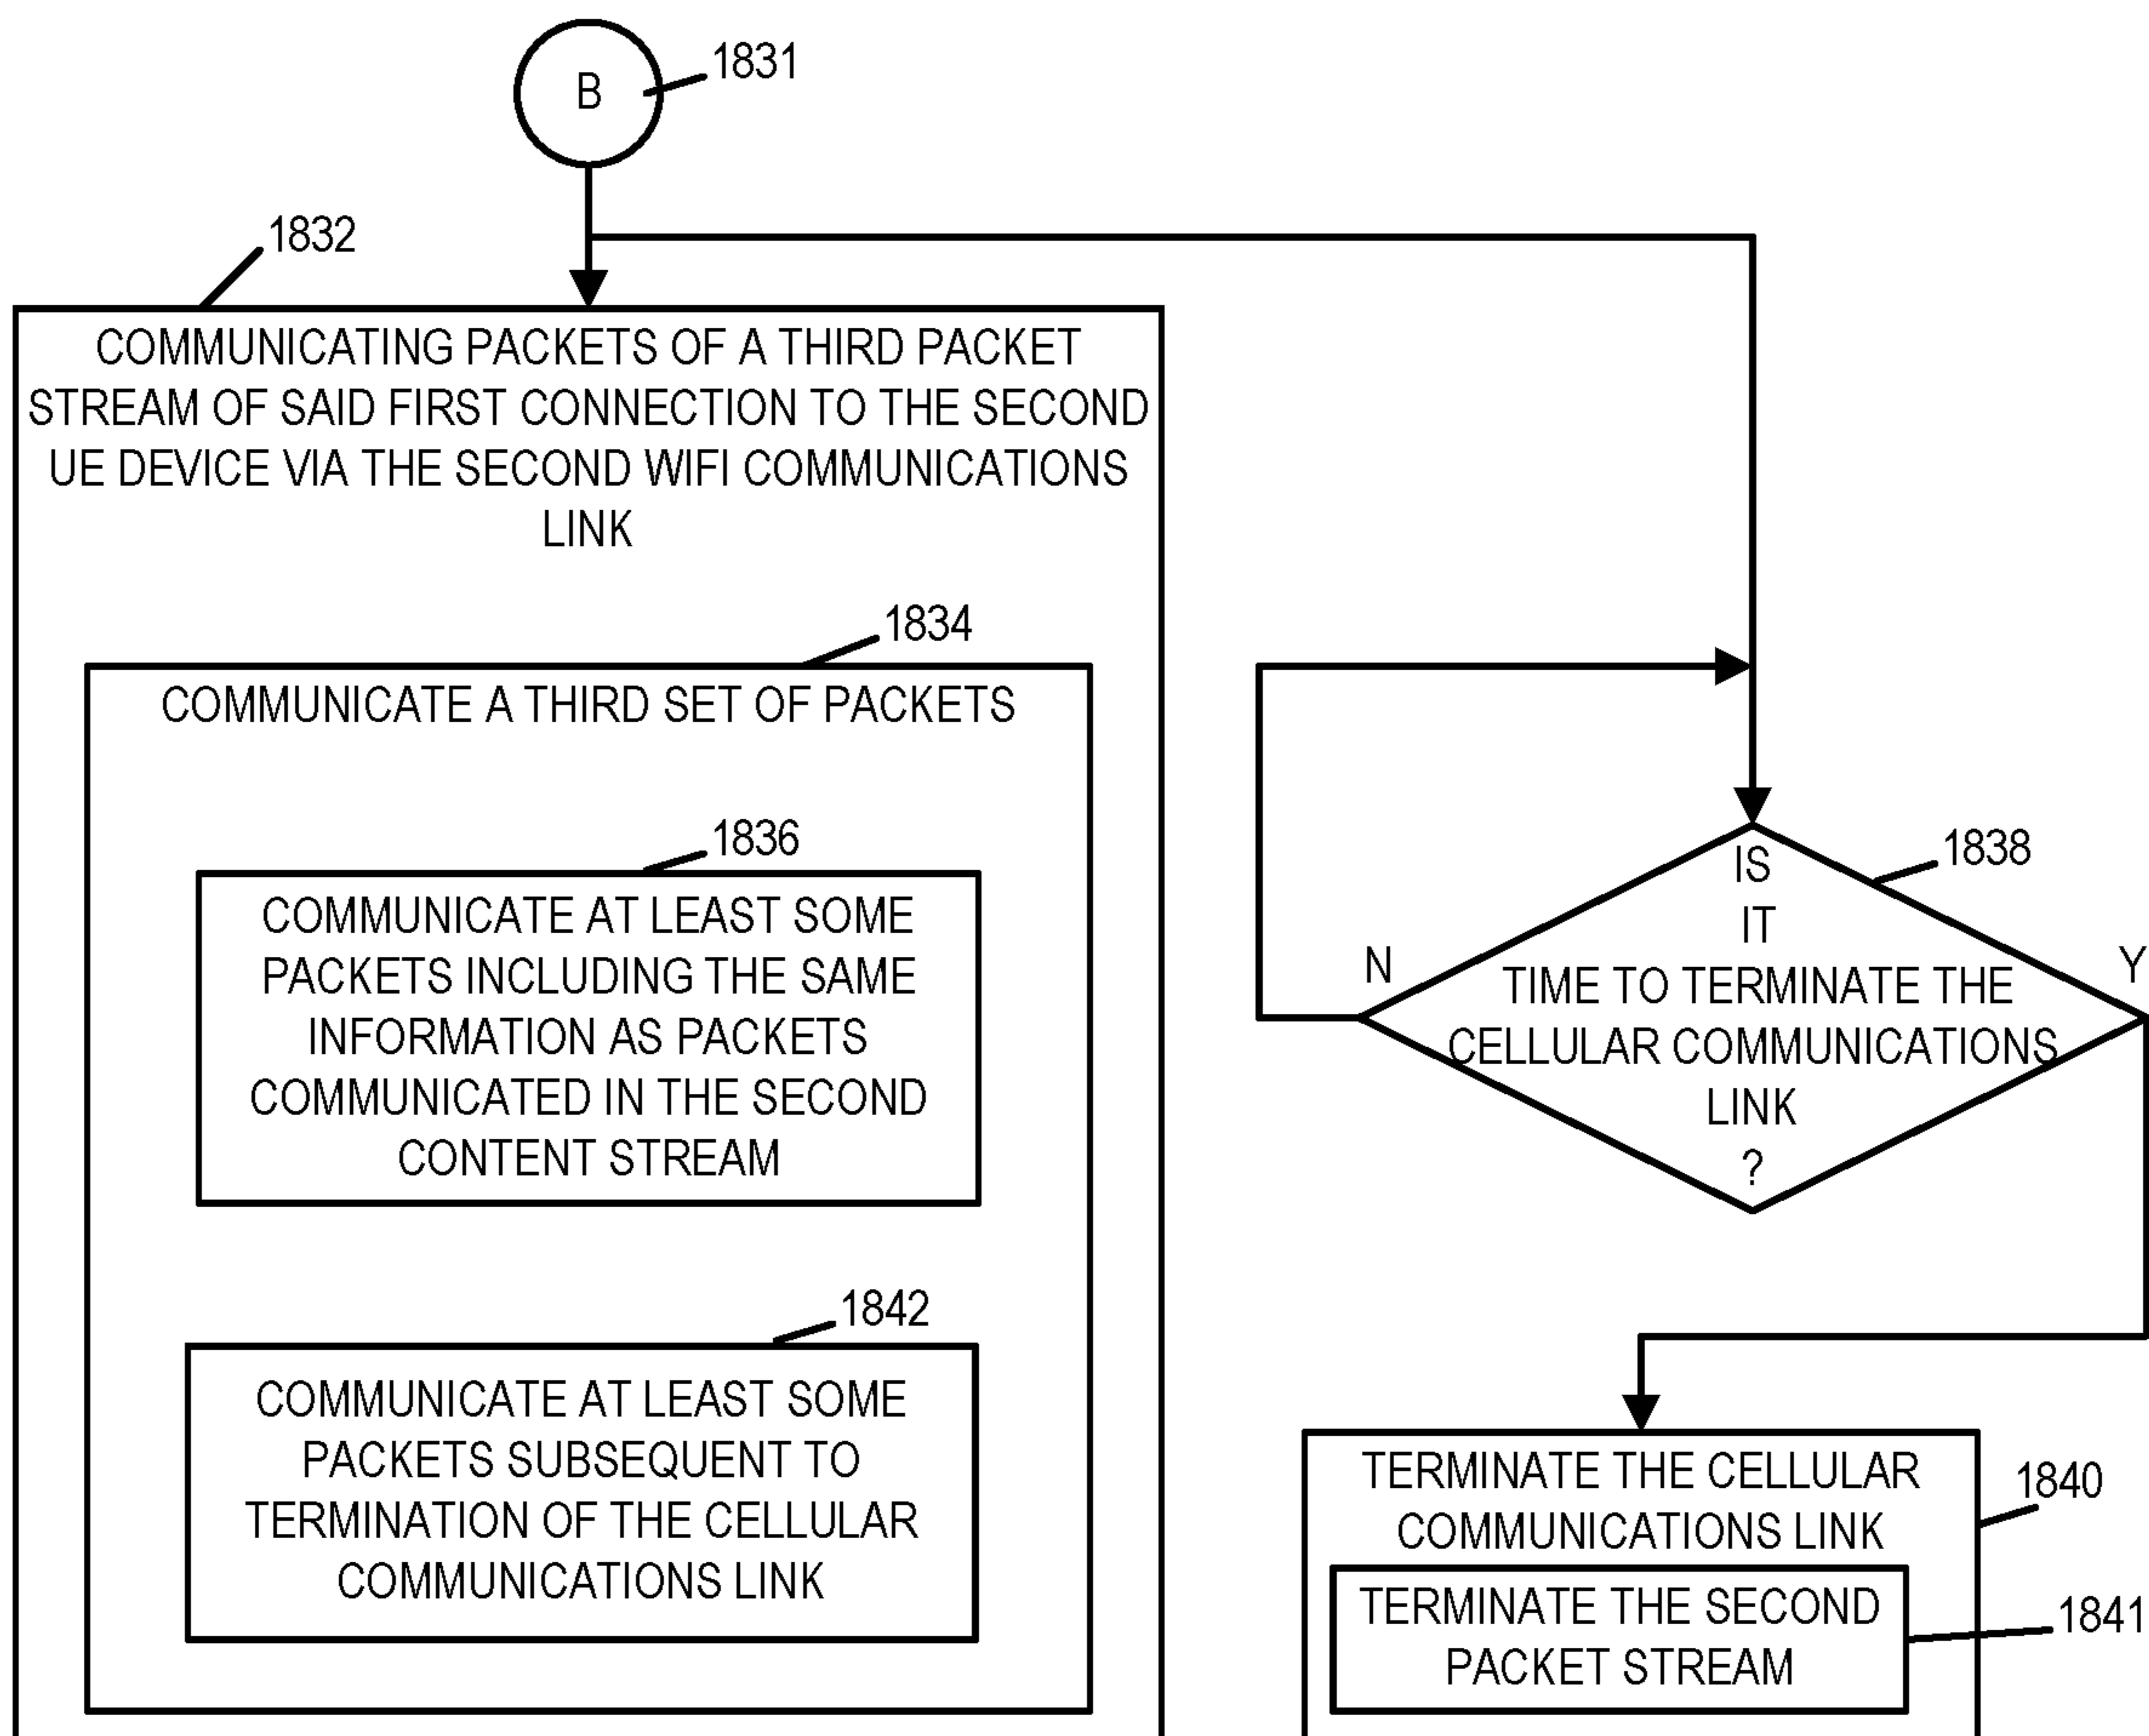 B
1831
1832
COMMUNICATING PACKETS OF A THIRD PACKET
STREAM OF SAID FIRST CONNECTION TO THE SECOND
UE DEVICE VIA THE SECOND WIFI COMMUNICATIONS
LINK
1834
COMMUNICATE A THIRD SET OF PACKETS
1836
COMMUNICATE AT LEAST SOME
PACKETS INCLUDING THE SAME
INFORMATION AS PACKETS
COMMUNICATED IN THE SECOND
CONTENT STREAM
1842
COMMUNICATE AT LEAST SOME
PACKETS SUBSEQUENT TO
TERMINATION OF THE CELLULAR
COMMUNICATIONS LINK
1838
IS
IT
TIME TO TERMINATE THE
CELLULAR COMMUNICATIONS
LINK
?
N
Y
TERMINATE THE CELLULAR
COMMUNICATIONS LINK
1840
TERMINATE THE SECOND
PACKET STREAM
1841